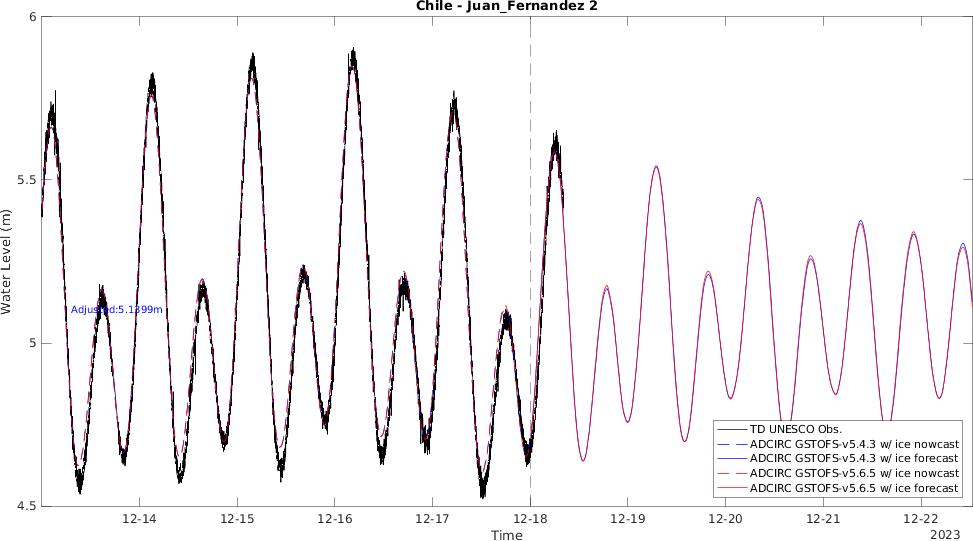 Chile - Juan_Fernandez 2
6
5.5
5
4.5
Water Level (m)
Adjusted:5.1399m
TD UNESCO Obs.
ADCIRC GSTOFS-v5.4.3 w/ ice nowcast
ADCIRC GSTOFS-v5.4.3 w/ ice forecast
ADCIRC GSTOFS-v5.6.5 w/ ice nowcast
ADCIRC GSTOFS-v5.6.5 w/ ice forecast
12-14 12-15 12-16 12-17 12-18 12-19 12-20 12-21 12-22
Time
2023